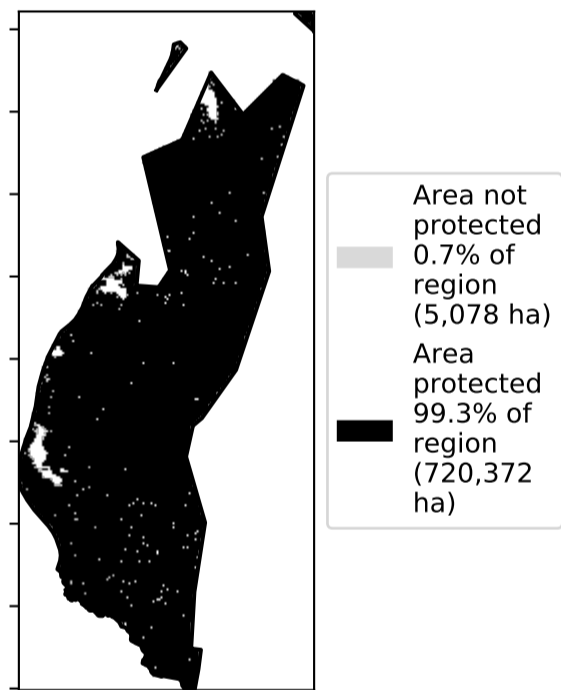 Area not
protected
0.7% of
region
(5,078 ha)
Area
protected
99.3% of
region
(720,372
ha)